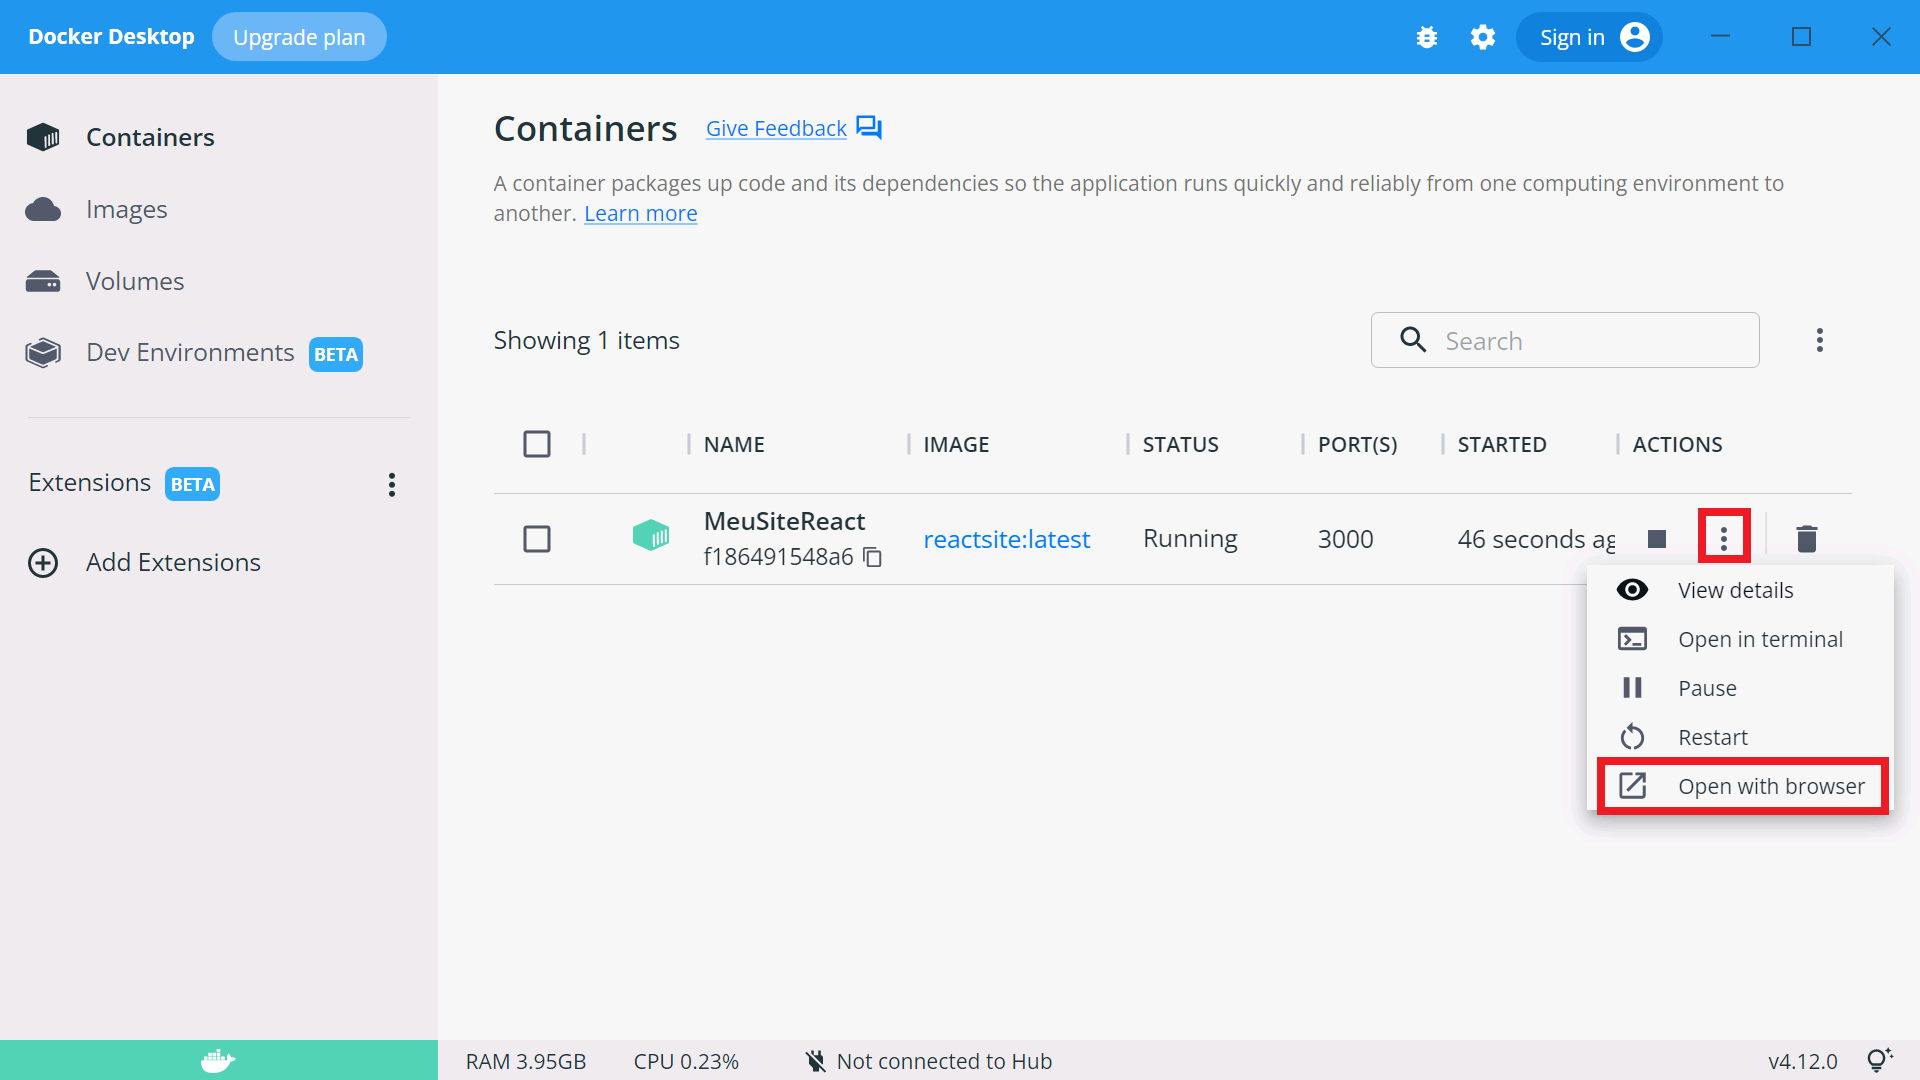 Docker Desktop Upgrade plan Sign in
Containers
Images
Volumes
Dev Environments BETA
Extensions BETA
Add Extensions
Containers Give Feedback
A container packages up code and its dependencies so the application runs quickly and reliably from one computing environment to
another. Learn more
Showing 1 items Search
NAME IMAGE STATUS PORT(S) STARTED ACTIONS
MeuSiteReact
f186491548a6 reactsite:latest Running 3000 46 seconds ag
View details
Open in terminal
Pause
Restart
Open with browser
RAM 3.95GB CPU 0.23% Not connected to Hub v4.12.0